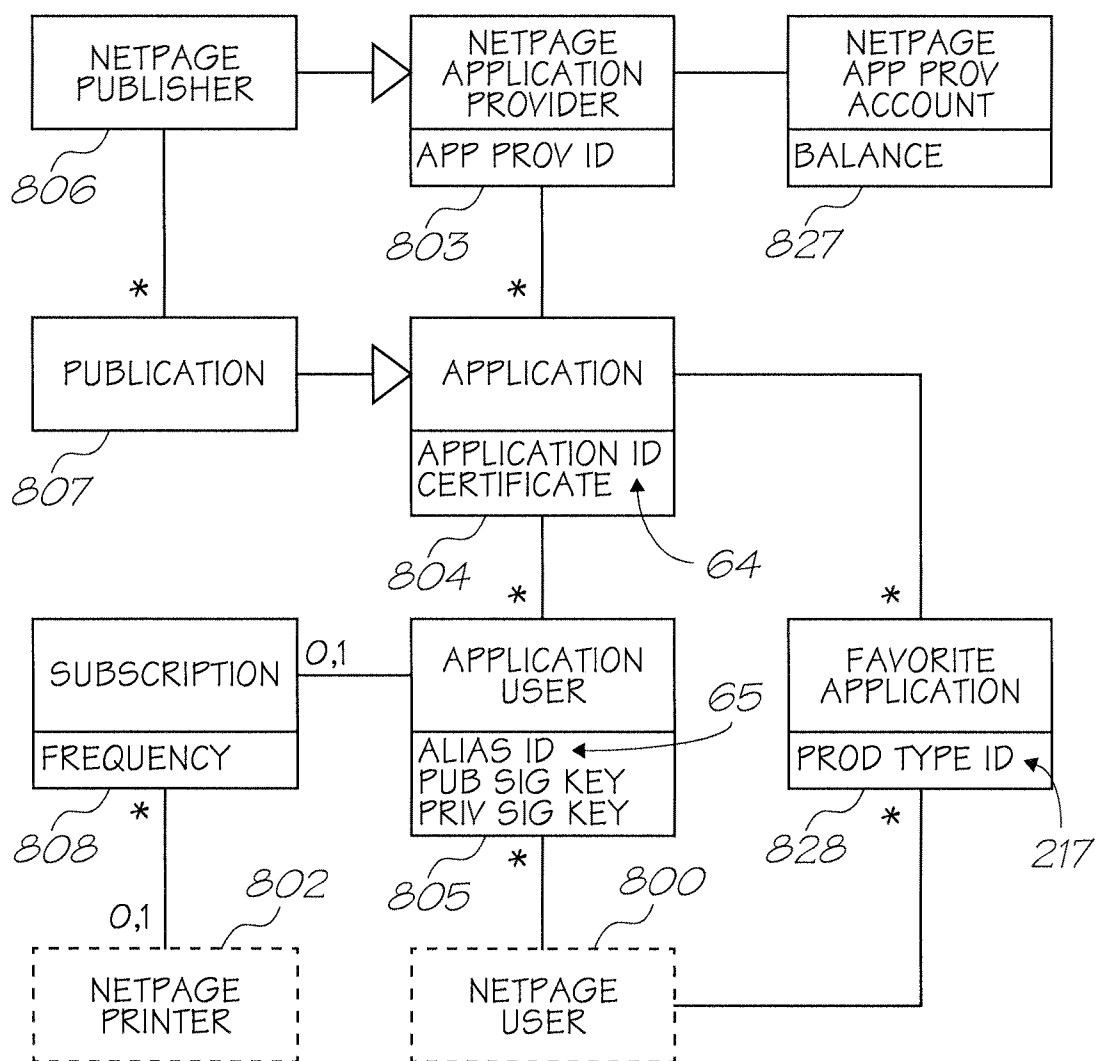 NETPAGE
PUBLISHER
806
NETPAGE
APPLICATION
PROVIDER
APP PROV ID
803
NETPAGE
APP PROV
ACCOUNT
BALANCE
827
*
*
PUBLICATION
807
APPLICATION
APPLICATION ID
CERTIFICATE
64
804
*
*
SUBSCRIPTION
FREQUENCY
808
0,1
APPLICATION
USER
65
ALIAS ID
PUB SIG KEY
PRIV SIG KEY
805
FAVORITE
APPLICATION
PROD TYPE ID
828
217
*
*
*
0,1
802
800
NETPAGE
PRINTER
NETPAGE
USER